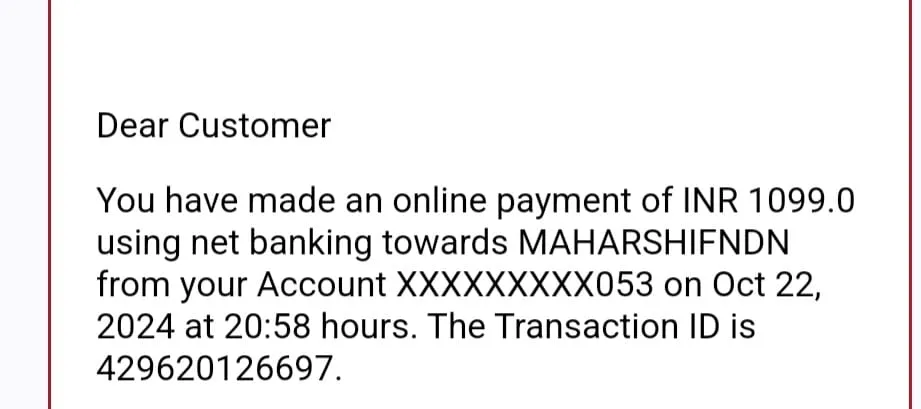 Dear Customer
You have made an online payment of INR 1099.0
using net banking towards MAHARSHIFNDN
from your Account XXXXXXXXX053 on Oct 22,
2024 at 20:58 hours. The Transaction ID is
429620126697.